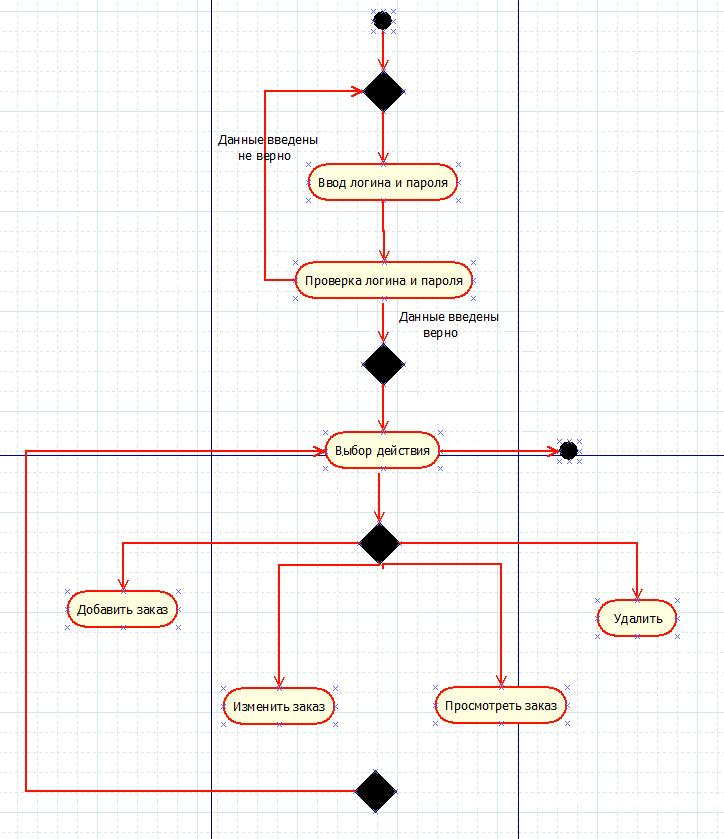 Данные введены
не верно
Ввод логина и пароля
Проверка логина и пароля
Данные введены
верно
Выбор действия
Добавить заказ
Удалить
Изменить заказ
Просмотреть заказ